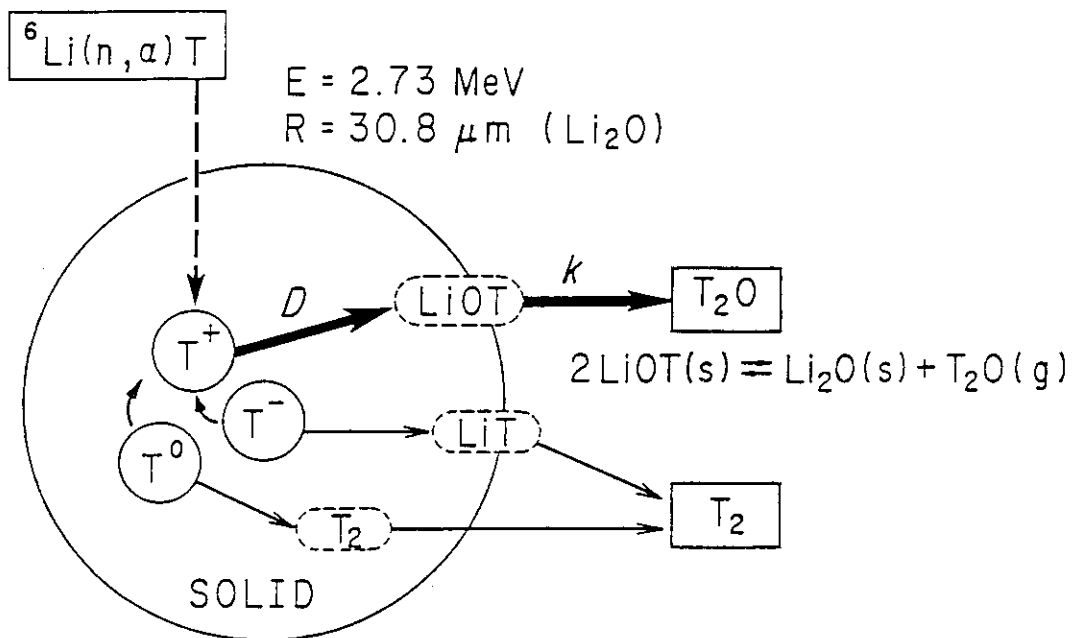 ⁶Li(n,α)T
E = 2.73 MeV
R = 30.8 μm (Li₂O)
D
LiOT
k
T₂O
T⁺
2LiOT(s) ⇌ Li₂O(s) + T₂O(g)
T⁻
LiT
T⁰
T₂
T₂
SOLID